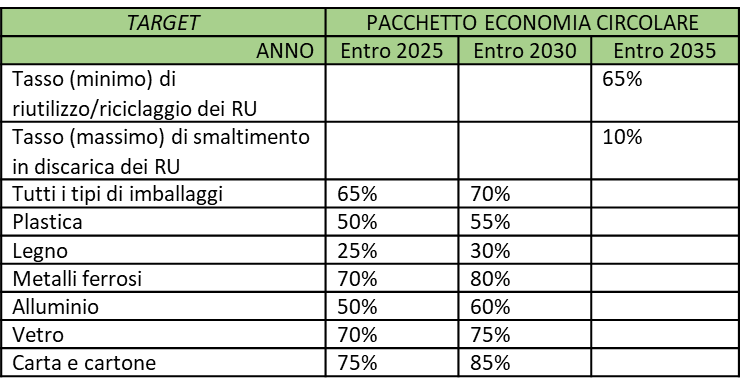 TARGET PACCHETTO ECONOMIA CIRCOLARE
ANNO Entro 2025 Entro 2030 Entro 2035
Tasso (minimo) di 65%
riutilizzo/riciclaggio dei RU
Tasso (massimo) di smaltimento 10%
in discarica dei RU
Tutti i tipi di imballaggi 65% 70%
Plastica 50% 55%
Legno 25% 30%
Metalli ferrosi 70% 80%
Alluminio 50% 60%
Vetro 70% 75%
Carta e cartone 75% 85%